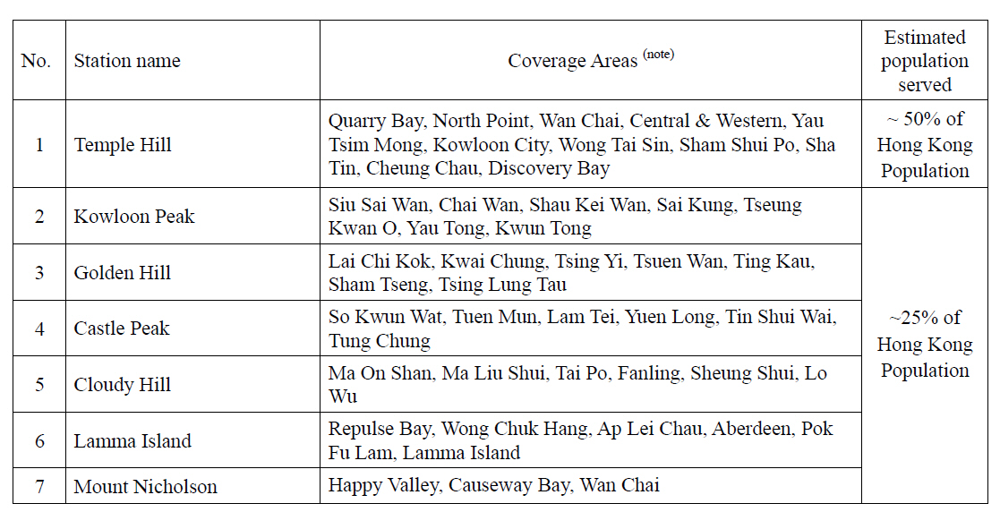 No.
Station name
Coverage Areas (note)
Estimated
population
served
1
Temple Hill
Quarry Bay, North Point, Wan Chai, Central & Western, Yau
Tsim Mong, Kowloon City, Wong Tai Sin, Sham Shui Po, Sha
Tin, Cheung Chau, Discovery Bay
~ 50% of
Hong Kong
Population
2
Kowloon Peak
Siu Sai Wan, Chai Wan, Shau Kei Wan, Sai Kung, Tseung
Kwan O, Yau Tong, Kwun Tong
3
Golden Hill
Lai Chi Kok, Kwai Chung, Tsing Yi, Tsuen Wan, Ting Kau,
Sham Tseng, Tsing Lung Tau
4
Castle Peak
So Kwun Wat, Tuen Mun, Lam Tei, Yuen Long, Tin Shui Wai,
Tung Chung
~25% of
Hong Kong
Population
5
Cloudy Hill
Ma On Shan, Ma Liu Shui, Tai Po, Fanling, Sheung Shui, Lo
Wu
6
Lamma Island
Repulse Bay, Wong Chuk Hang, Ap Lei Chau, Aberdeen, Pok
Fu Lam, Lamma Island
7
Mount Nicholson
Happy Valley, Causeway Bay, Wan Chai